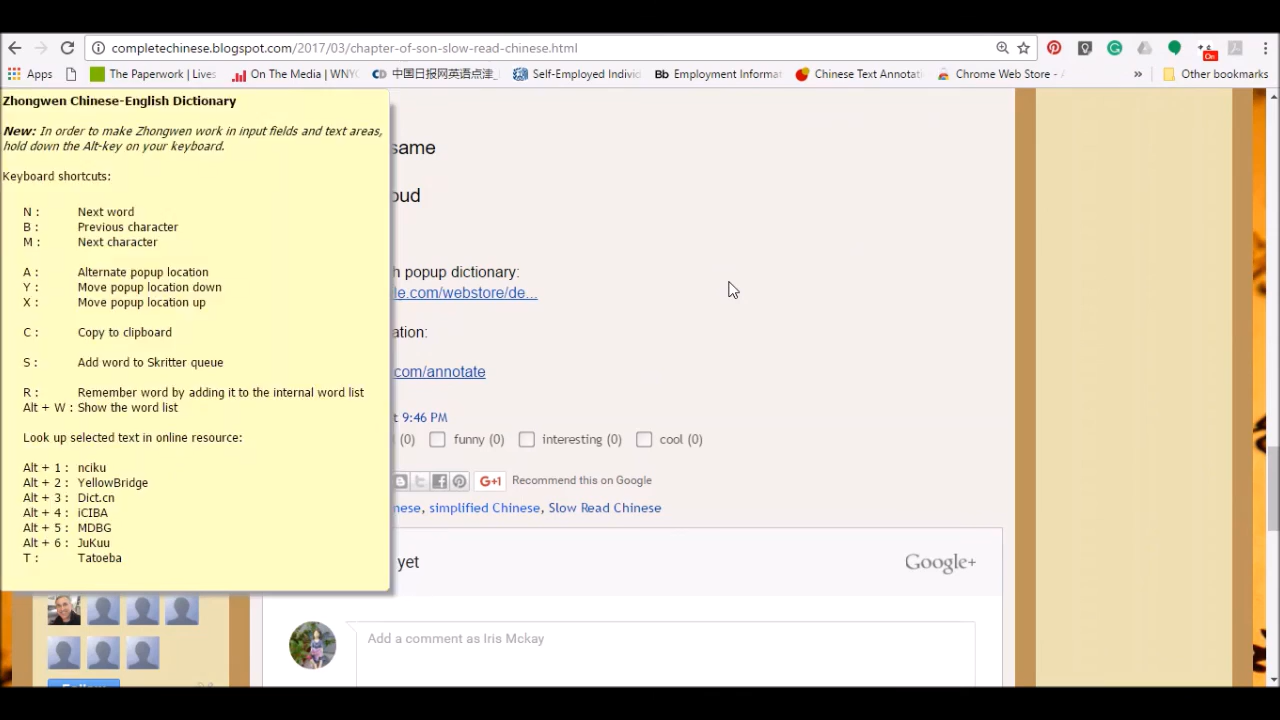 completechinese.blogspot.com/2017/03/chapter-of-son-slow-read-chinese.html
On
Apps
The Paperwork | Lives
On The Media | WNYC
中国日报网英语点津
Self-Employed Individ
Bb Employment Informat
Chinese Text Annotati
Chrome Web Store -
»
Other bookmarks
Zhongwen Chinese-English Dictionary
New: In order to make Zhongwen work in input fields and text areas,
hold down the Alt-key on your keyboard.
Keyboard shortcuts:
N : Next word
B : Previous character
M : Next character
A : Alternate popup location
Y : Move popup location down
X : Move popup location up
C : Copy to clipboard
S : Add word to Skritter queue
R : Remember word by adding it to the internal word list
Alt + W : Show the word list
Look up selected text in online resource:
Alt + 1 : nciku
Alt + 2 : YellowBridge
Alt + 3 : Dict.cn
Alt + 4 : iCIBA
Alt + 5 : MDBG
Alt + 6 : JuKuu
T : Tatoeba
same
oud
h popup dictionary:
le.com/webstore/de...
ation:
com/annotate
t 9:46 PM
(0) funny (0) interesting (0) cool (0)
G+1 Recommend this on Google
nese, simplified Chinese, Slow Read Chinese
yet
Google+
Add a comment as Iris Mckay